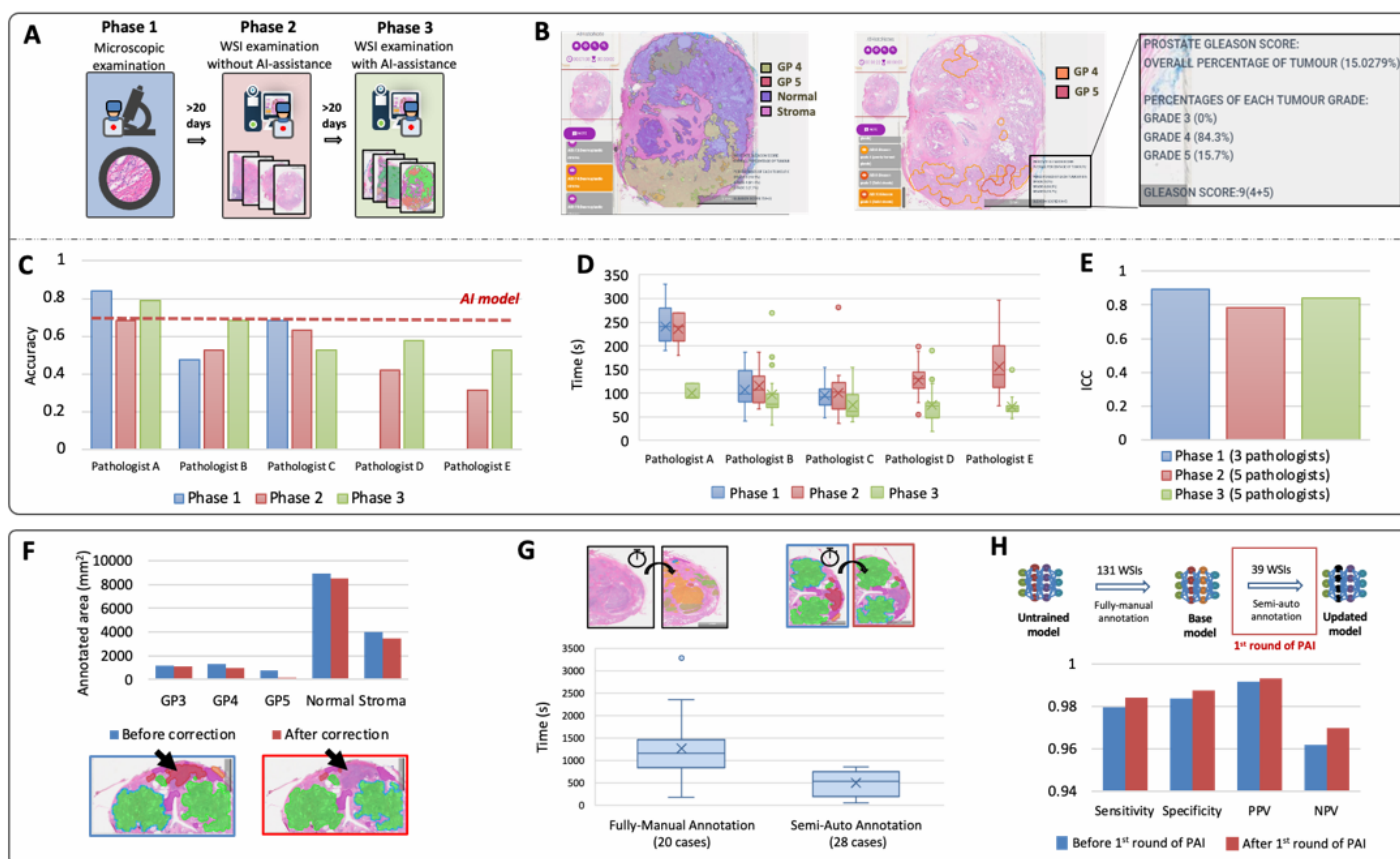 A
Phase 1
Microscopic
examination
>20
days
Phase 2
WSI examination
without AI-assistance
>20
days
Phase 3
WSI examination
with AI-assistance
B
GP 4
GP 5
Normal
Stroma
GP 4
GP 5
PROSTATE GLEASON SCORE:
OVERALL PERCENTAGE OF TUMOUR (15.0279%)
PERCENTAGES OF EACH TUMOUR GRADE:
GRADE 3 (0%)
GRADE 4 (84.3%)
GRADE 5 (15.7%)
GLEASON SCORE:9(4+5)
C
Accuracy
1
0.8
0.6
0.4
0.2
0
AI model
Pathologist A
Pathologist B
Pathologist C
Pathologist D
Pathologist E
Phase 1
Phase 2
Phase 3
D
Time (s)
350
300
250
200
150
100
50
0
Pathologist A
Pathologist B
Pathologist C
Pathologist D
Pathologist E
Phase 1
Phase 2
Phase 3
E
ICC
1
0.8
0.6
0.4
0.2
0
Phase 1 (3 pathologists)
Phase 2 (5 pathologists)
Phase 3 (5 pathologists)
F
Annotated area (mm²)
10000
8000
6000
4000
2000
0
GP3
GP4
GP5
Normal
Stroma
Before correction
After correction
G
Time (s)
3500
3000
2500
2000
1500
1000
500
0
Fully-Manual Annotation
(20 cases)
Semi-Auto Annotation
(28 cases)
H
Untrained
model
131 WSIs
Fully-manual
annotation
Base
model
39 WSIs
Semi-auto
annotation
Updated
model
1st round of PAI
1
0.98
0.96
0.94
Sensitivity
Specificity
PPV
NPV
Before 1st round of PAI
After 1st round of PAI